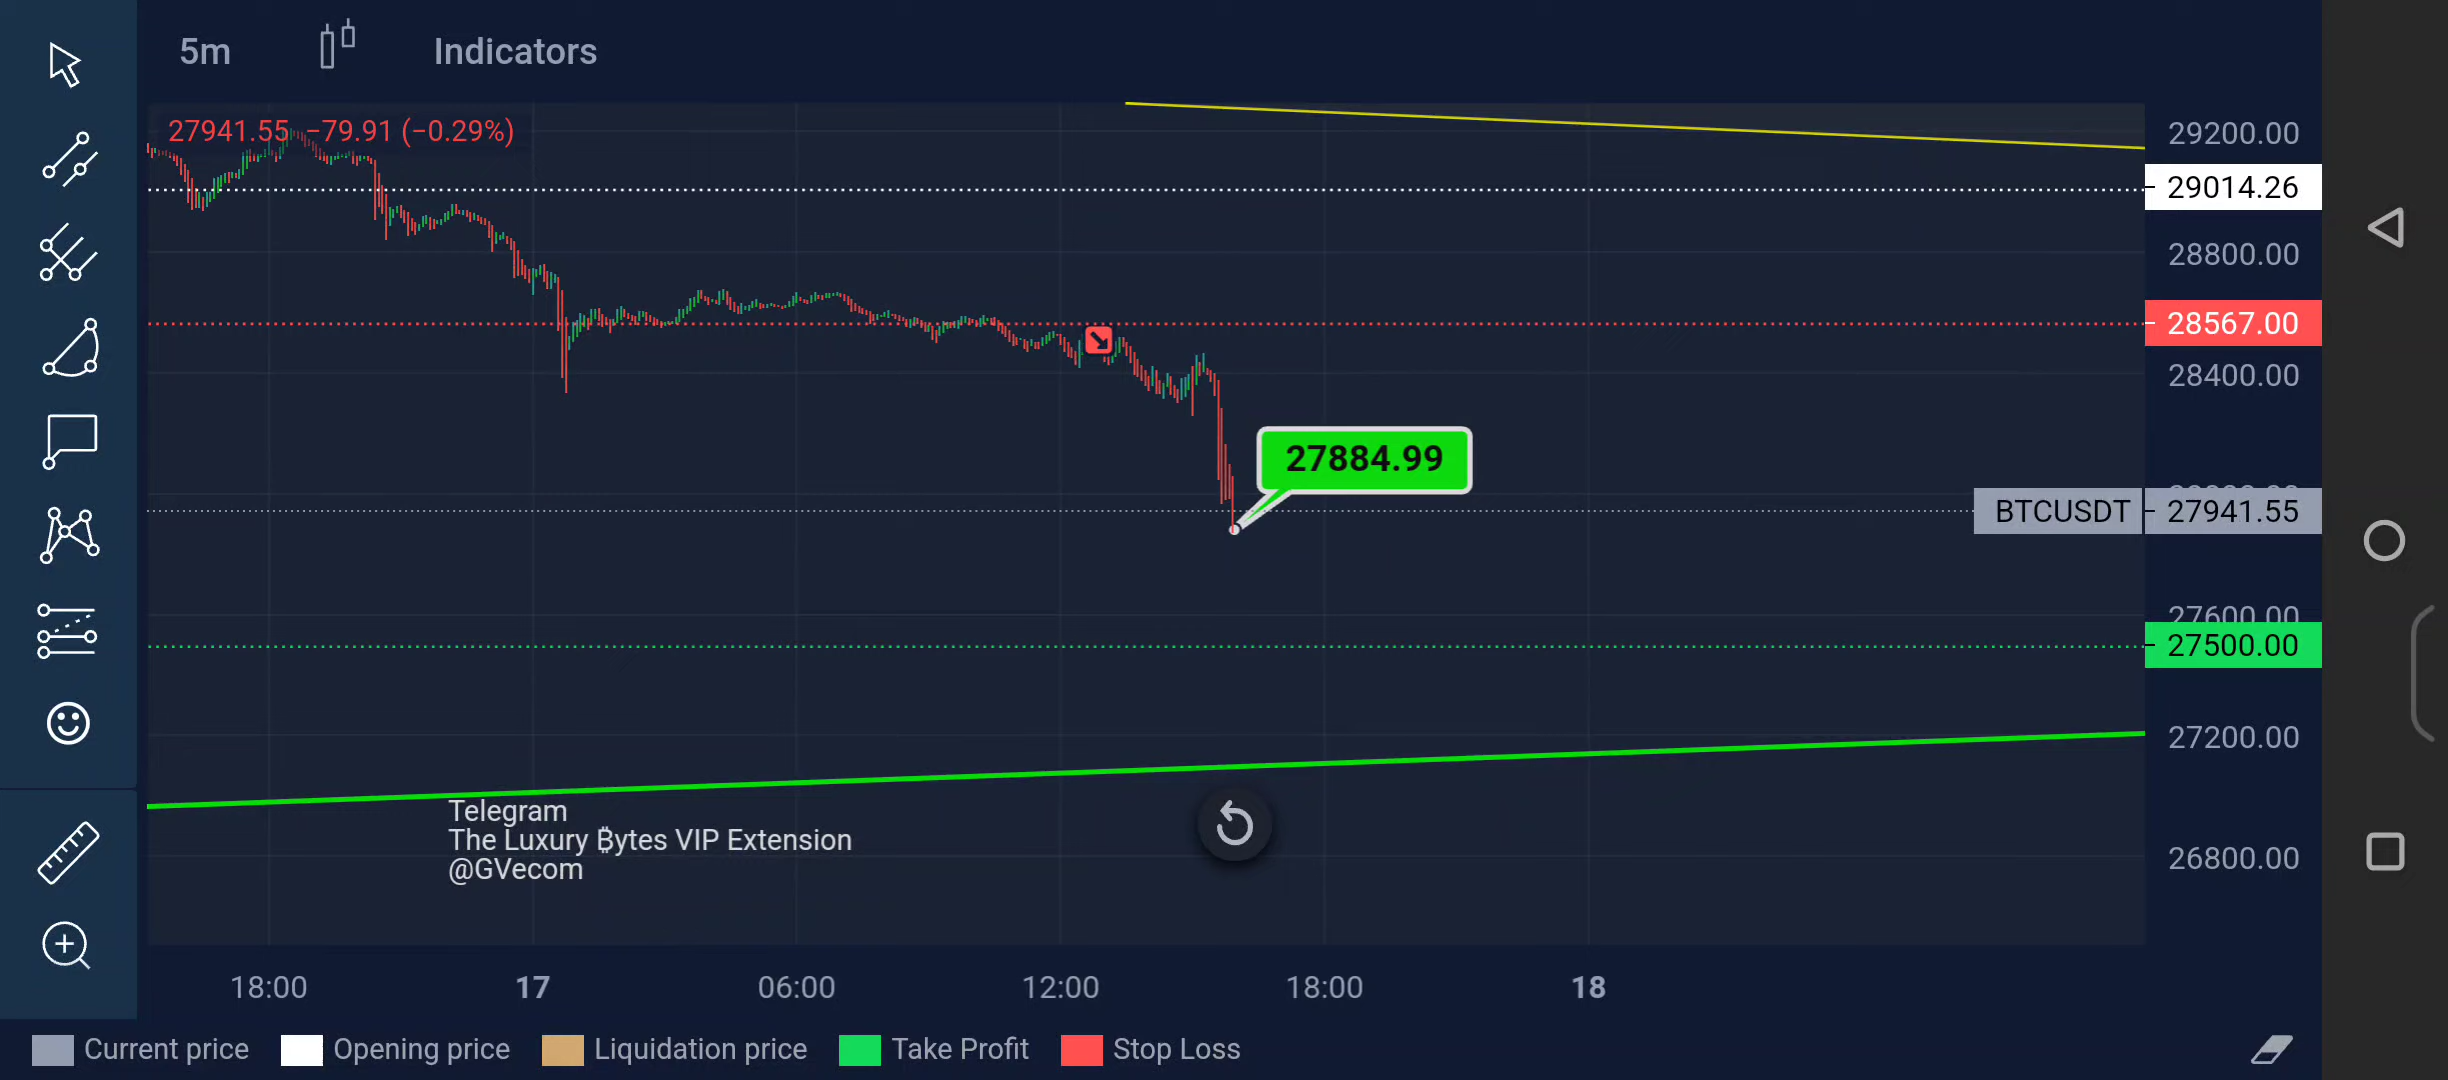 5m Indicators
27941.55 −79.91 (−0.29%)
29200.00
29014.26
28800.00
28567.00
28400.00
27884.99
BTCUSDT 27941.55
27600.00
27500.00
27200.00
Telegram
The Luxury ₿ytes VIP Extension
@GVecom
26800.00
18:00 17 06:00 12:00 18:00 18
Current price Opening price Liquidation price Take Profit Stop Loss